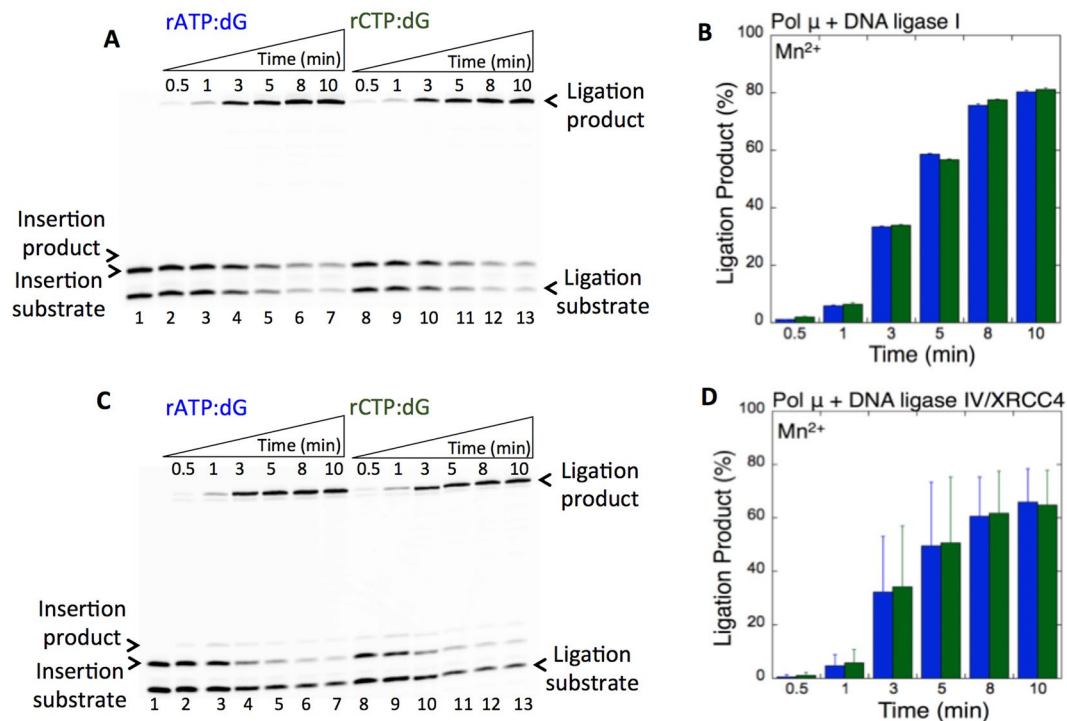 A
rATP:dG rCTP:dG
Time (min) Time (min)
0.5 1 3 5 8 10 0.5 1 3 5 8 10
Ligation
product
Insertion
product
Insertion
substrate
Ligation
substrate
1 2 3 4 5 6 7 8 9 10 11 12 13
B
Pol μ + DNA ligase I
Mn²⁺
Ligation Product (%)
100
80
60
40
20
0
0.5 1 3 5 8 10
Time (min)
C
rATP:dG rCTP:dG
Time (min) Time (min)
0.5 1 3 5 8 10 0.5 1 3 5 8 10
Ligation
product
Insertion
product
Insertion
substrate
Ligation
substrate
1 2 3 4 5 6 7 8 9 10 11 12 13
D
Pol μ + DNA ligase IV/XRCC4
Mn²⁺
Ligation Product (%)
100
80
60
40
20
0
0.5 1 3 5 8 10
Time (min)